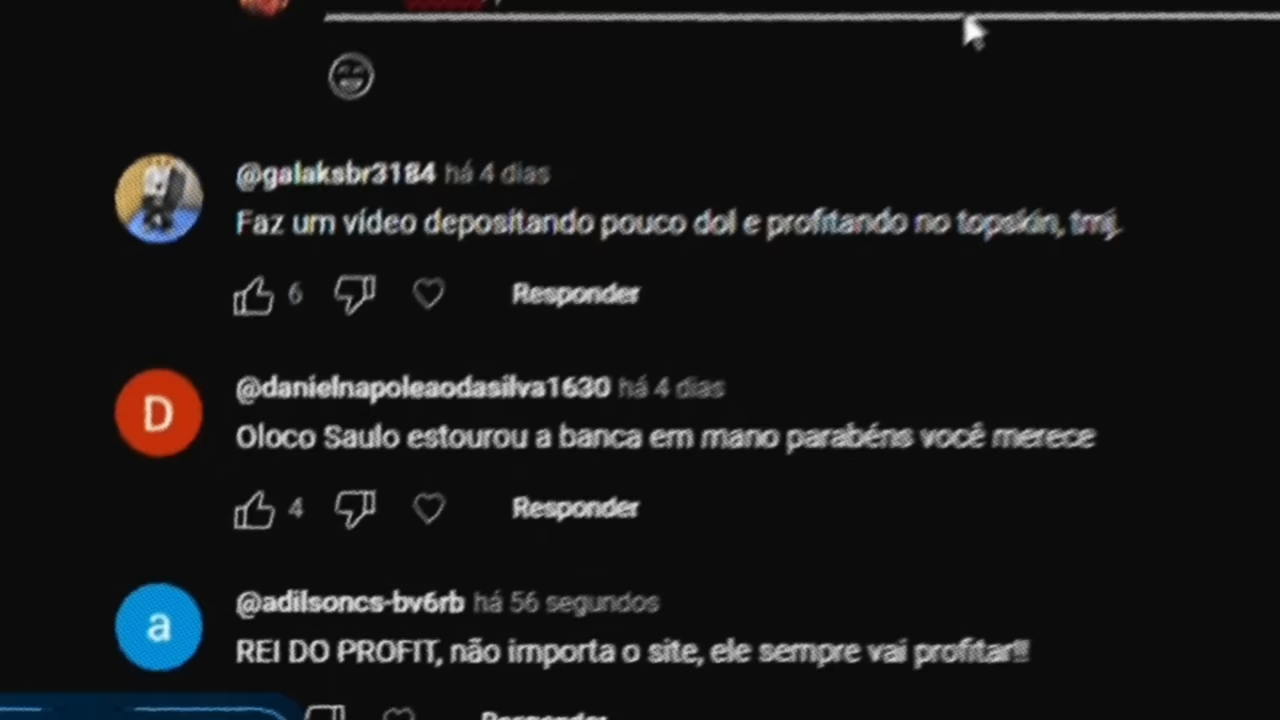 @galaksbr3184 há 4 dias
Faz um vídeo depositando pouco dol e profitando no topskin, tmj.
6 Responder
D
@danielnapoleaodasilva1630 há 4 dias
Oloco Saulo estourou a banca em mano parabéns você merece
4 Responder
a
@adilsoncs-bv6rb há 56 segundos
REI DO PROFIT, não importa o site, ele sempre vai profitar!!
Responder